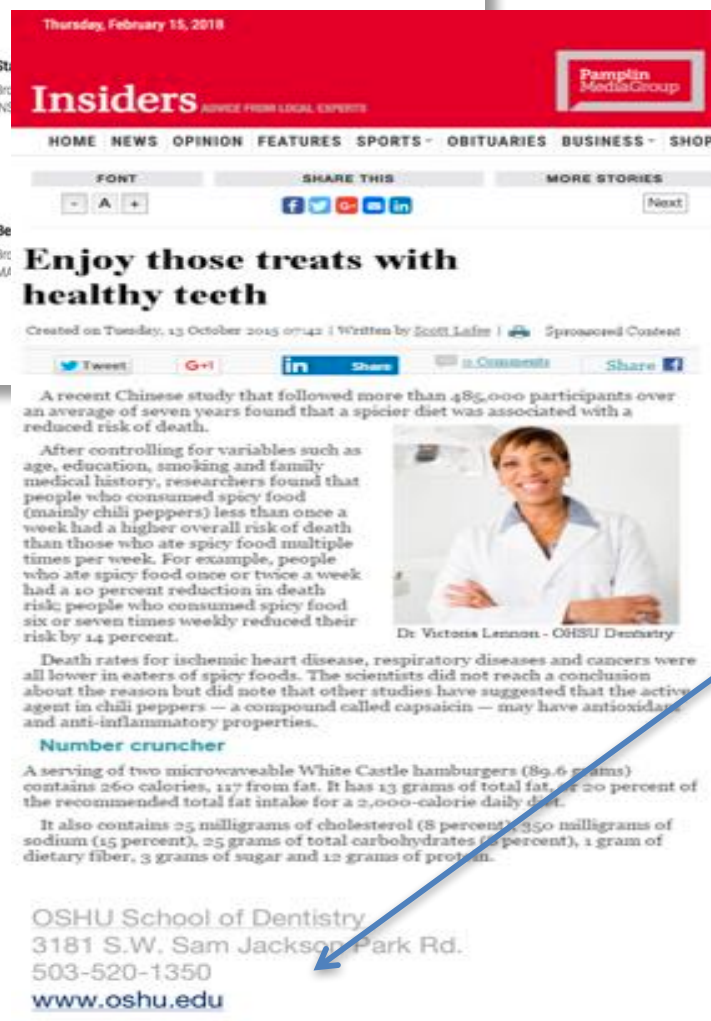 Thursday, February 15, 2018
Insiders ADVICE FROM LOCAL EXPERTS
Pamplin
MediaGroup
HOME NEWS OPINION FEATURES SPORTS OBITUARIES BUSINESS SHOP
FONT SHARE THIS MORE STORIES
- A + f G+ in Next
Enjoy those treats with
healthy teeth
Created on Tuesday, 13 October 2015 07:42 | Written by Scott Lafee | Sponsored Content
Tweet G+1 in Share 0 Comments Share f
A recent Chinese study that followed more than 485,000 participants over
an average of seven years found that a spicier diet was associated with a
reduced risk of death.
After controlling for variables such as
age, education, smoking and family
medical history, researchers found that
people who consumed spicy food
(mainly chili peppers) less than once a
week had a higher overall risk of death
than those who ate spicy food multiple
times per week. For example, people
who ate spicy food once or twice a week
had a 10 percent reduction in death
risk; people who consumed spicy food
six or seven times weekly reduced their
risk by 14 percent.
Dr. Victoria Lennon - OHSU Dentistry
Death rates for ischemic heart disease, respiratory diseases and cancers were
all lower in eaters of spicy foods. The scientists did not reach a conclusion
about the reason but did note that other studies have suggested that the active
agent in chili peppers — a compound called capsaicin — may have antioxidant
and anti-inflammatory properties.
Number cruncher
A serving of two microwaveable White Castle hamburgers (89.6 grams)
contains 260 calories, 117 from fat. It has 13 grams of total fat, or 20 percent of
the recommended total fat intake for a 2,000-calorie daily diet.
It also contains 25 milligrams of cholesterol (8 percent); 350 milligrams of
sodium (15 percent), 25 grams of total carbohydrates (8 percent), 1 gram of
dietary fiber, 3 grams of sugar and 12 grams of protein.
OSHU School of Dentistry
3181 S.W. Sam Jackson Park Rd.
503-520-1350
www.oshu.edu